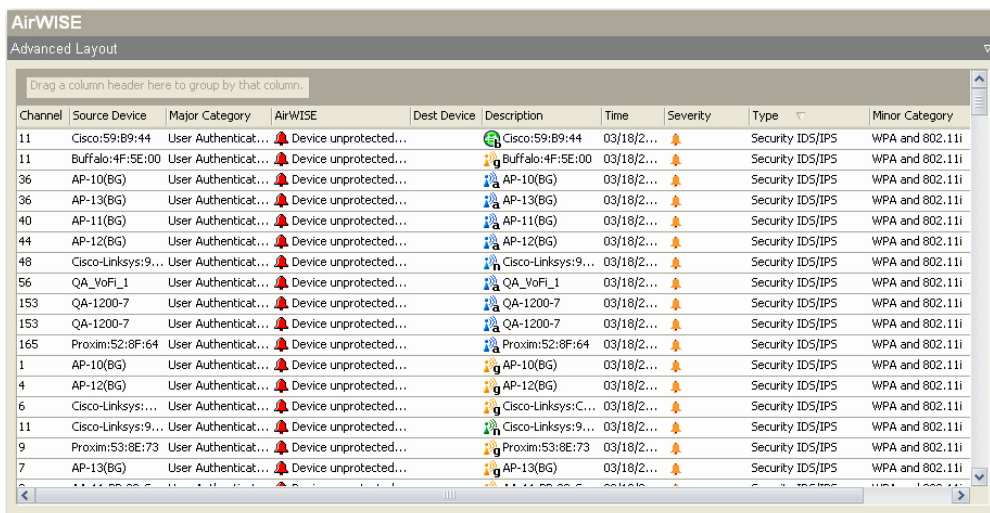 AirWISE
Advanced Layout
Drag a column header here to group by that column.
Channel Source Device Major Category AirWISE Dest Device Description Time Severity Type Minor Category
11 Cisco:59:B9:44 User Authenticat... Device unprotected... b Cisco:59:B9:44 03/18/2... Security IDS/IPS WPA and 802.11i
11 Buffalo:4F:5E:00 User Authenticat... Device unprotected... g Buffalo:4F:5E:00 03/18/2... Security IDS/IPS WPA and 802.11i
36 AP-10(BG) User Authenticat... Device unprotected... a AP-10(BG) 03/18/2... Security IDS/IPS WPA and 802.11i
36 AP-13(BG) User Authenticat... Device unprotected... a AP-13(BG) 03/18/2... Security IDS/IPS WPA and 802.11i
40 AP-11(BG) User Authenticat... Device unprotected... a AP-11(BG) 03/18/2... Security IDS/IPS WPA and 802.11i
44 AP-12(BG) User Authenticat... Device unprotected... a AP-12(BG) 03/18/2... Security IDS/IPS WPA and 802.11i
48 Cisco-Linksys:9... User Authenticat... Device unprotected... n Cisco-Linksys:9... 03/18/2... Security IDS/IPS WPA and 802.11i
56 QA_VoFi_1 User Authenticat... Device unprotected... a QA_VoFi_1 03/18/2... Security IDS/IPS WPA and 802.11i
153 QA-1200-7 User Authenticat... Device unprotected... a QA-1200-7 03/18/2... Security IDS/IPS WPA and 802.11i
153 QA-1200-7 User Authenticat... Device unprotected... a QA-1200-7 03/18/2... Security IDS/IPS WPA and 802.11i
165 Proxim:52:8F:64 User Authenticat... Device unprotected... a Proxim:52:8F:64 03/18/2... Security IDS/IPS WPA and 802.11i
1 AP-10(BG) User Authenticat... Device unprotected... g AP-10(BG) 03/18/2... Security IDS/IPS WPA and 802.11i
4 AP-12(BG) User Authenticat... Device unprotected... g AP-12(BG) 03/18/2... Security IDS/IPS WPA and 802.11i
6 Cisco-Linksys:... User Authenticat... Device unprotected... g Cisco-Linksys:C... 03/18/2... Security IDS/IPS WPA and 802.11i
11 Cisco-Linksys:9... User Authenticat... Device unprotected... n Cisco-Linksys:9... 03/18/2... Security IDS/IPS WPA and 802.11i
9 Proxim:53:8E:73 User Authenticat... Device unprotected... g Proxim:53:8E:73 03/18/2... Security IDS/IPS WPA and 802.11i
7 AP-13(BG) User Authenticat... Device unprotected... g AP-13(BG) 03/18/2... Security IDS/IPS WPA and 802.11i